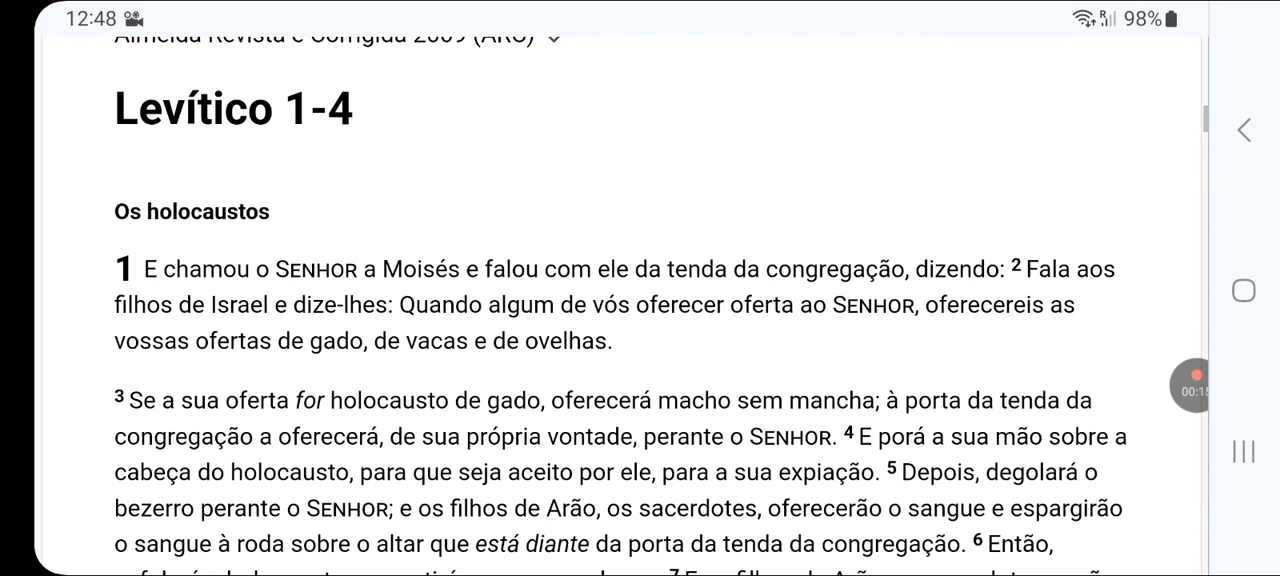 12:48
98%
Almeida Revista e Corrigida 2009 (ARC)
Levítico 1-4
Os holocaustos
1 E chamou o SENHOR a Moisés e falou com ele da tenda da congregação, dizendo: 2 Fala aos
filhos de Israel e dize-lhes: Quando algum de vós oferecer oferta ao SENHOR, oferecereis as
vossas ofertas de gado, de vacas e de ovelhas.
3 Se a sua oferta for holocausto de gado, oferecerá macho sem mancha; à porta da tenda da
congregação a oferecerá, de sua própria vontade, perante o SENHOR. 4 E porá a sua mão sobre a
cabeça do holocausto, para que seja aceito por ele, para a sua expiação. 5 Depois, degolará o
bezerro perante o SENHOR; e os filhos de Arão, os sacerdotes, oferecerão o sangue e espargirão
o sangue à roda sobre o altar que está diante da porta da tenda da congregação. 6 Então,